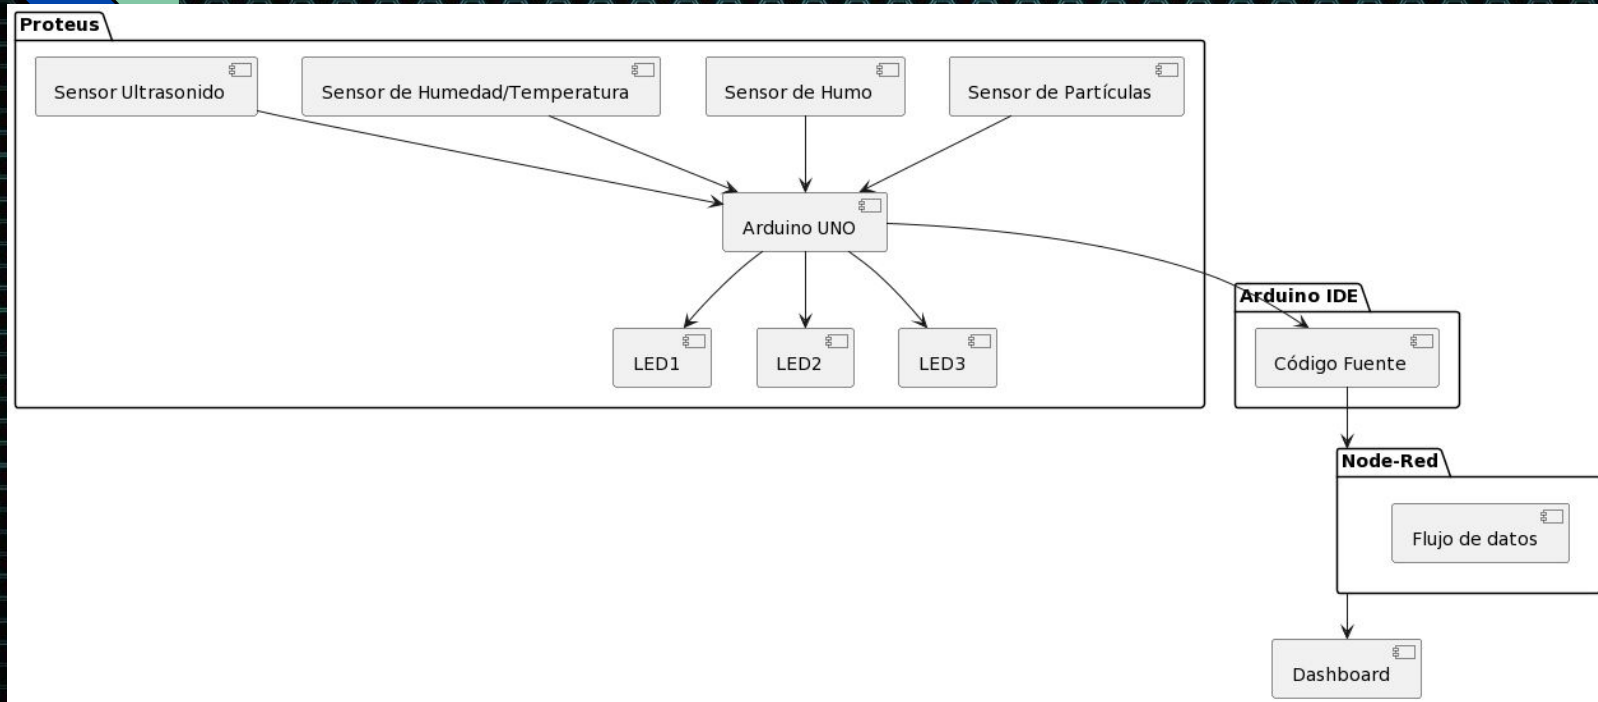 Proteus
Sensor Ultrasonido
Sensor de Humedad/Temperatura
Sensor de Humo
Sensor de Partículas
Arduino UNO
Arduino IDE
LED1
LED2
LED3
Código Fuente
Node-Red
Flujo de datos
Dashboard